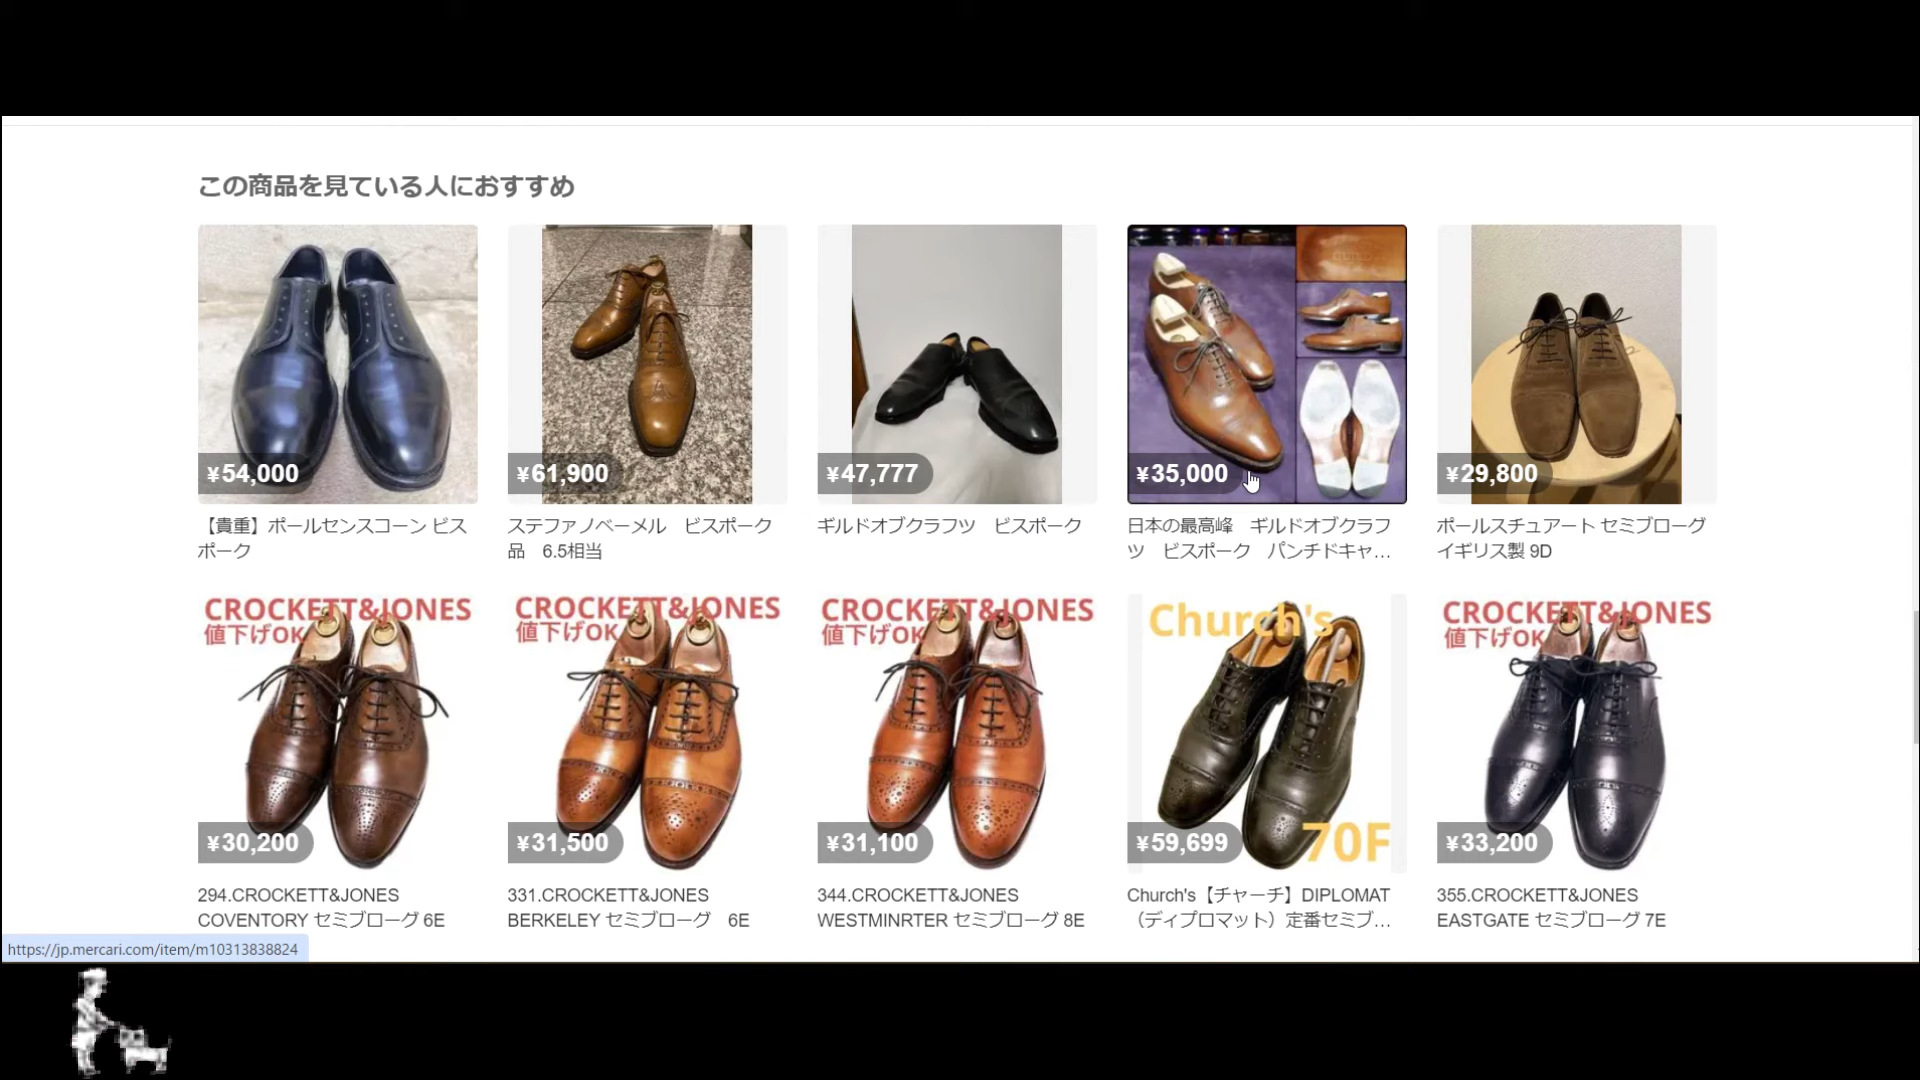 この商品を見ている人におすすめ
¥54,000
¥61,900
¥47,777
¥35,000
¥29,800
【貴重】ポールセンスコーン ビス
ポーク
ステファノベーメル　ビスポーク
品　6.5相当
ギルドオブクラフツ　ビスポーク
日本の最高峰　ギルドオブクラフ
ツ　ビスポーク　パンチドキャ...
ポールスチュアート セミブローグ
イギリス製 9D
CROCKETT&JONES
値下げOK
CROCKETT&JONES
値下げOK
CROCKETT&JONES
値下げOK
Church's
70F
CROCKETT&JONES
値下げOK
¥30,200
¥31,500
¥31,100
¥59,699
¥33,200
294.CROCKETT&JONES
COVENTORY セミブローグ 6E
331.CROCKETT&JONES
BERKELEY セミブローグ　6E
344.CROCKETT&JONES
WESTMINRTER セミブローグ 8E
Church's【チャーチ】DIPLOMAT
（ディプロマット）定番セミブ...
355.CROCKETT&JONES
EASTGATE セミブローグ 7E
https://jp.mercari.com/item/m10313838824